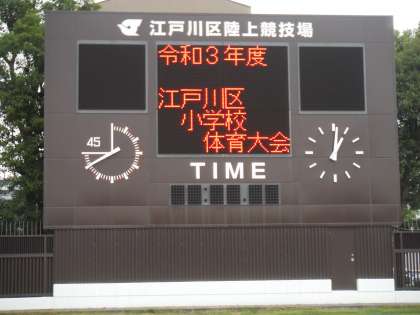 江戸川区陸上競技場
令和3年度
江戸川区
小学校
体育大会
45
TIME